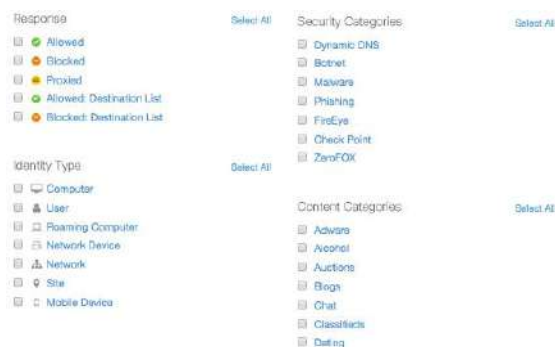 Response Select All
Allowed
Blocked
Proxied
Allowed: Destination List
Blocked: Destination List
Identity Type Select All
Computer
User
Roaming Computer
Network Device
Network
Site
Mobile Device
Security Categories Select All
Dynamic DNS
Botnet
Malware
Phishing
FireEye
Check Point
ZeroFOX
Content Categories Select All
Adware
Alcohol
Auctions
Blogs
Chat
Classifieds
Dating